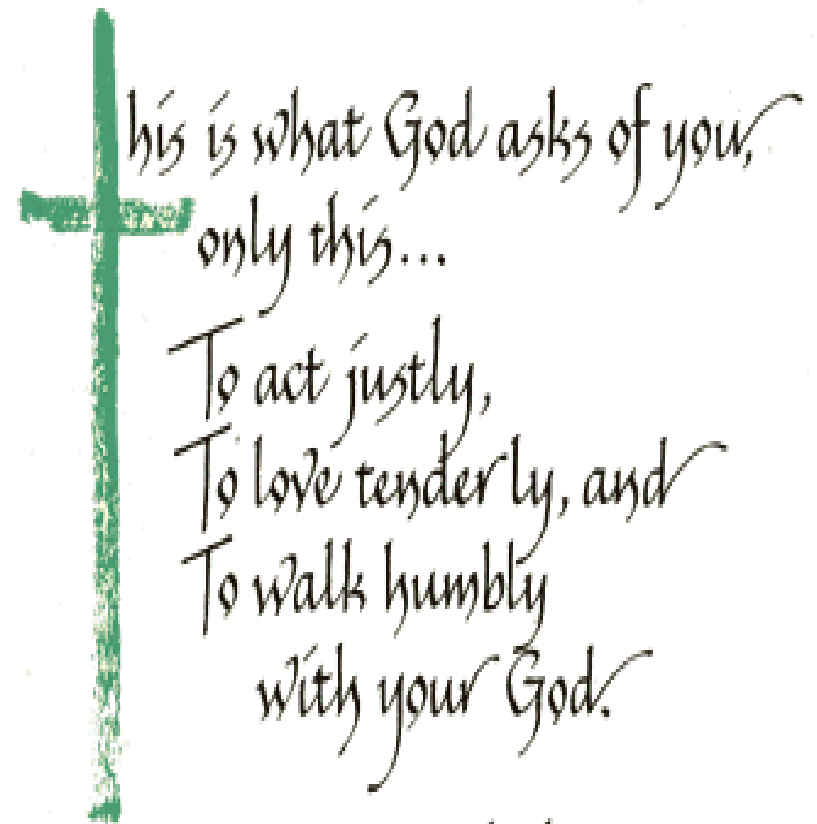 This is what God asks of you,
only this...
To act justly,
To love tenderly, and
To walk humbly
with your God.